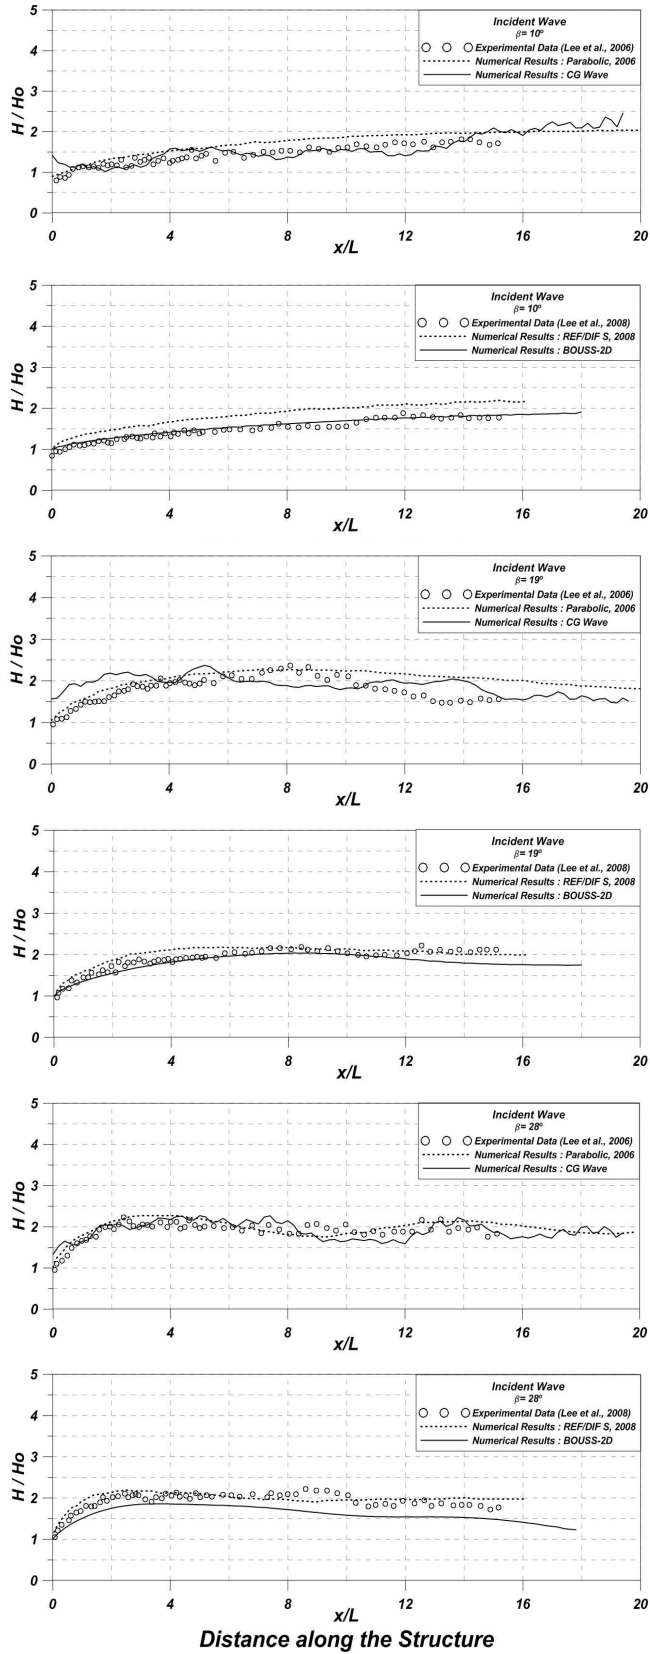 Incident Wave
β= 10º
Experimental Data (Lee et al., 2006)
Numerical Results : Parabolic, 2006
Numerical Results : CG Wave
H / Ho
5
4
3
2
1
0
0 4 8 12 16 20
x/L
Incident Wave
β= 10º
Experimental Data (Lee et al., 2008)
Numerical Results : REF/DIF S, 2008
Numerical Results : BOUSS-2D
H / Ho
5
4
3
2
1
0
0 4 8 12 16 20
x/L
Incident Wave
β= 19º
Experimental Data (Lee et al., 2006)
Numerical Results : Parabolic, 2006
Numerical Results : CG Wave
H / Ho
5
4
3
2
1
0
0 4 8 12 16 20
x/L
Incident Wave
β= 19º
Experimental Data (Lee et al., 2008)
Numerical Results : REF/DIF S, 2008
Numerical Results : BOUSS-2D
H / Ho
5
4
3
2
1
0
0 4 8 12 16 20
x/L
Incident Wave
β= 28º
Experimental Data (Lee et al., 2006)
Numerical Results : Parabolic, 2006
Numerical Results : CG Wave
H / Ho
5
4
3
2
1
0
0 4 8 12 16 20
x/L
Incident Wave
β= 28º
Experimental Data (Lee et al., 2008)
Numerical Results : REF/DIF S, 2008
Numerical Results : BOUSS-2D
H / Ho
5
4
3
2
1
0
0 4 8 12 16 20
x/L
Distance along the Structure